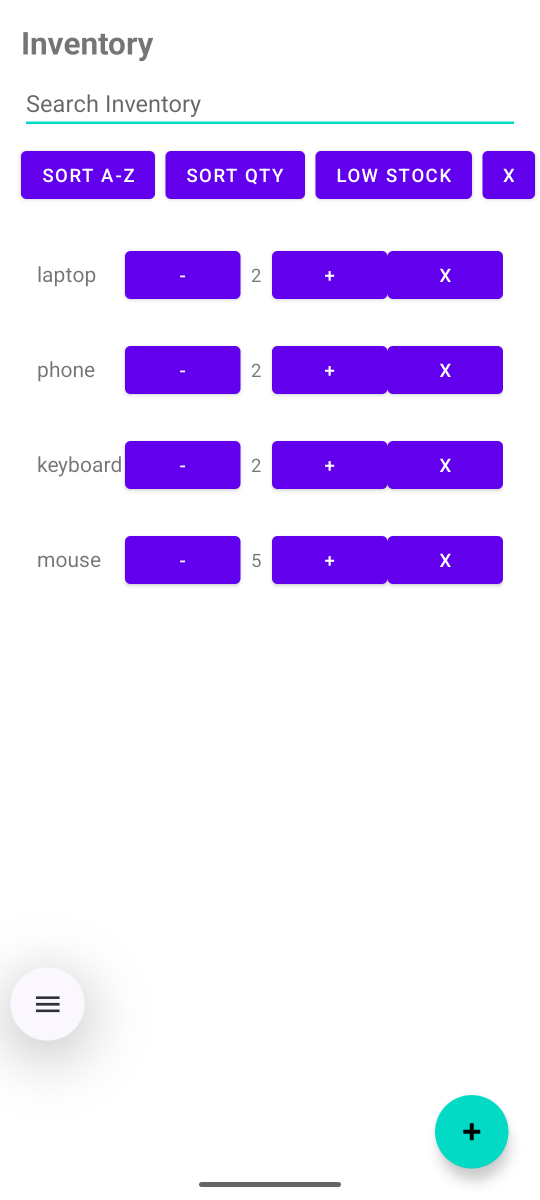 Inventory
Search Inventory
SORT A-Z SORT QTY LOW STOCK X
laptop - 2 + X
phone - 2 + X
keyboard - 2 + X
mouse - 5 + X
+